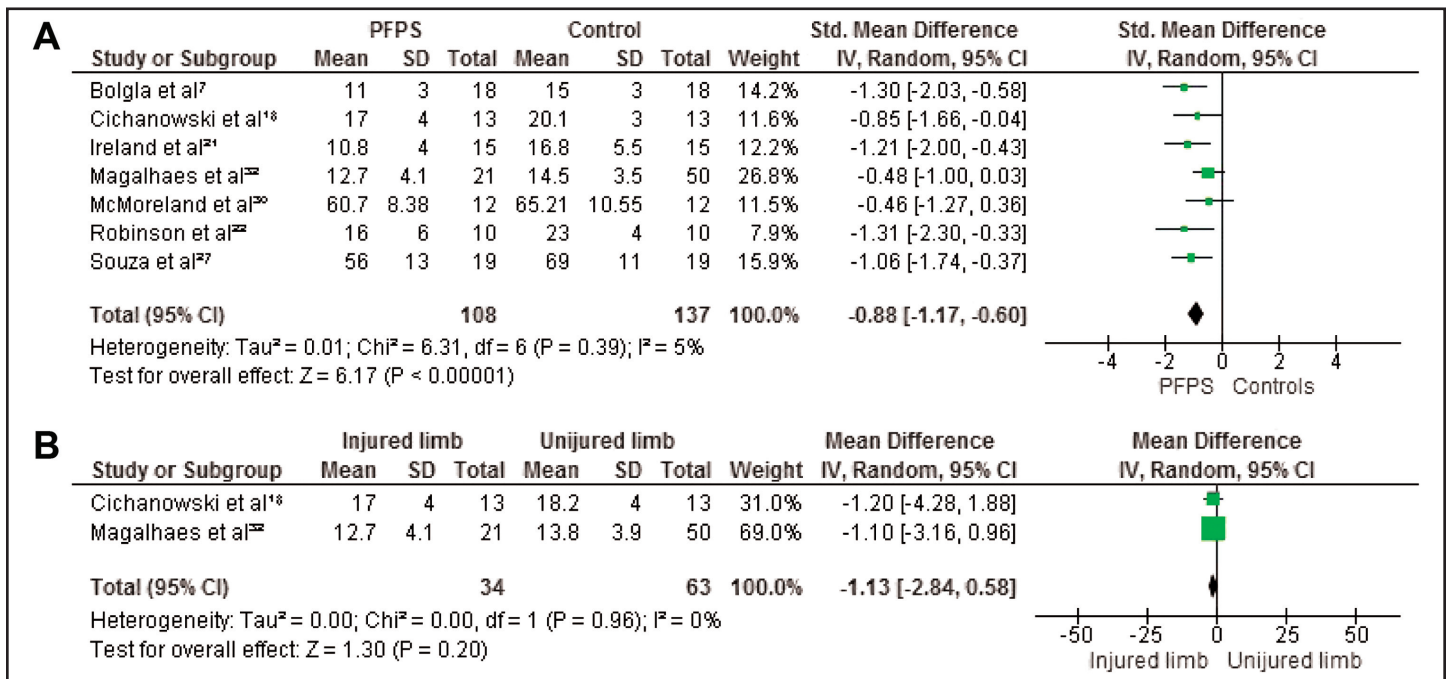 A
PFPS Control Std. Mean Difference Std. Mean Difference
Study or Subgroup Mean SD Total Mean SD Total Weight IV, Random, 95% CI IV, Random, 95% CI
Bolgla et al⁷ 11 3 18 15 3 18 14.2% -1.30 [-2.03, -0.58]
Cichanowski et al¹⁸ 17 4 13 20.1 3 13 11.6% -0.85 [-1.66, -0.04]
Ireland et al²¹ 10.8 4 15 16.8 5.5 15 12.2% -1.21 [-2.00, -0.43]
Magalhaes et al³² 12.7 4.1 21 14.5 3.5 50 26.8% -0.48 [-1.00, 0.03]
McMoreland et al³⁰ 60.7 8.38 12 65.21 10.55 12 11.5% -0.46 [-1.27, 0.36]
Robinson et al²² 16 6 10 23 4 10 7.9% -1.31 [-2.30, -0.33]
Souza et al²⁷ 56 13 19 69 11 19 15.9% -1.06 [-1.74, -0.37]
Total (95% CI) 108 137 100.0% -0.88 [-1.17, -0.60]
Heterogeneity: Tau² = 0.01; Chi² = 6.31, df = 6 (P = 0.39); I² = 5%
Test for overall effect: Z = 6.17 (P < 0.00001)
-4 -2 0 2 4
PFPS Controls
B
Injured limb Unijured limb Mean Difference Mean Difference
Study or Subgroup Mean SD Total Mean SD Total Weight IV, Random, 95% CI IV, Random, 95% CI
Cichanowski et al¹⁸ 17 4 13 18.2 4 13 31.0% -1.20 [-4.28, 1.88]
Magalhaes et al³² 12.7 4.1 21 13.8 3.9 50 69.0% -1.10 [-3.16, 0.96]
Total (95% CI) 34 63 100.0% -1.13 [-2.84, 0.58]
Heterogeneity: Tau² = 0.00; Chi² = 0.00, df = 1 (P = 0.96); I² = 0%
Test for overall effect: Z = 1.30 (P = 0.20)
-50 -25 0 25 50
Injured limb Unijured limb